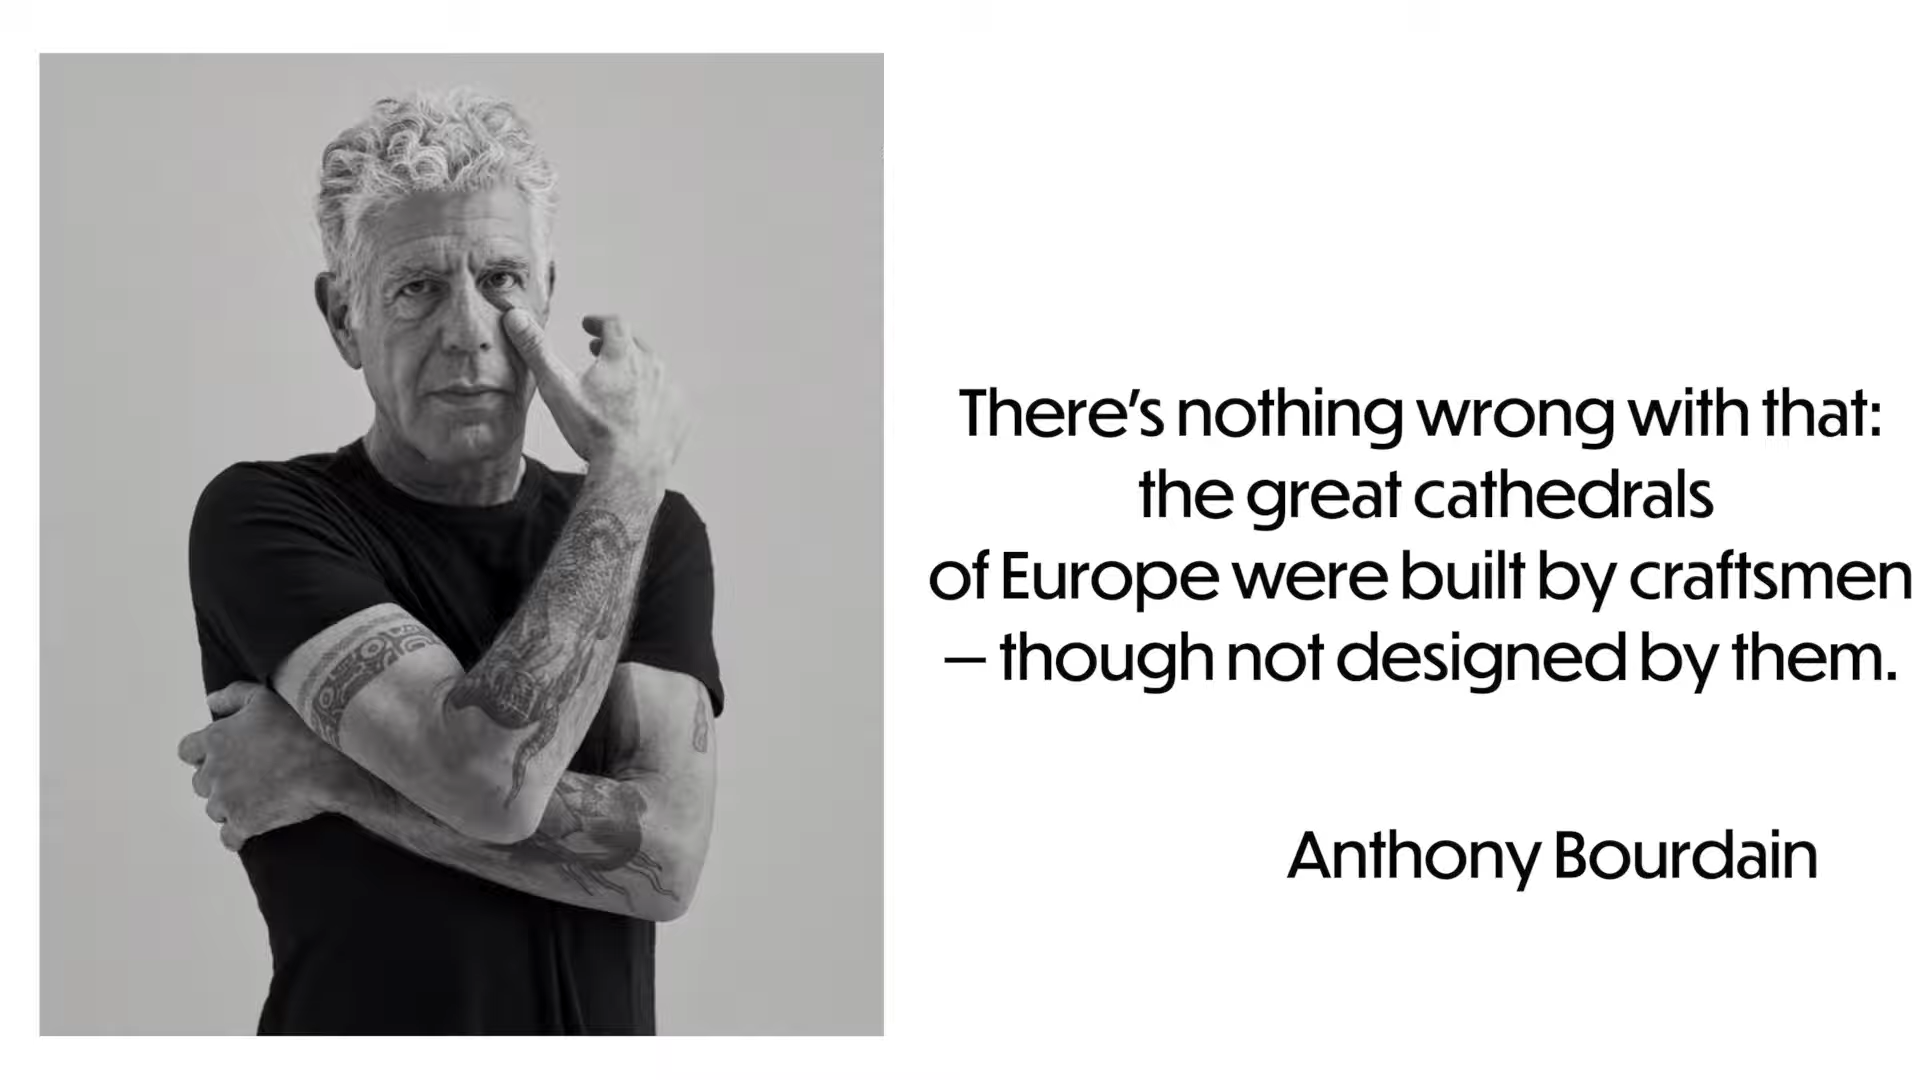 There's nothing wrong with that:
the great cathedrals
of Europe were built by craftsmen
– though not designed by them.
Anthony Bourdain